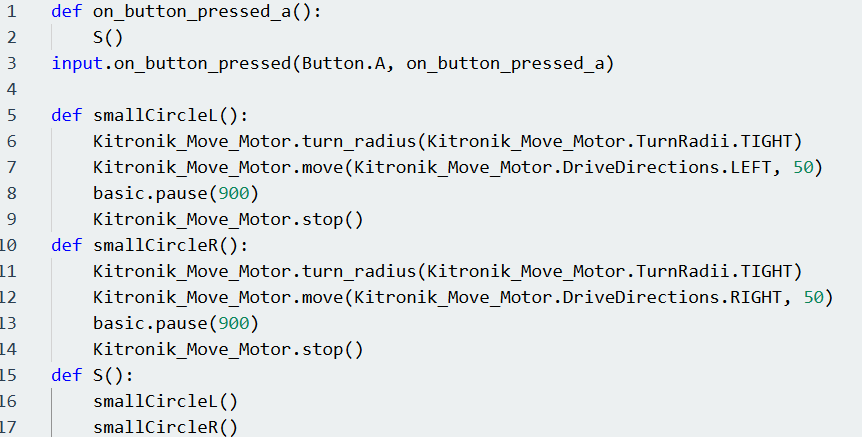 1 def on_button_pressed_a():
2     S()
3 input.on_button_pressed(Button.A, on_button_pressed_a)
4
5 def smallCircleL():
6     Kitronik_Move_Motor.turn_radius(Kitronik_Move_Motor.TurnRadii.TIGHT)
7     Kitronik_Move_Motor.move(Kitronik_Move_Motor.DriveDirections.LEFT, 50)
8     basic.pause(900)
9     Kitronik_Move_Motor.stop()
10 def smallCircleR():
11     Kitronik_Move_Motor.turn_radius(Kitronik_Move_Motor.TurnRadii.TIGHT)
12     Kitronik_Move_Motor.move(Kitronik_Move_Motor.DriveDirections.RIGHT, 50)
13     basic.pause(900)
14     Kitronik_Move_Motor.stop()
15 def S():
16     smallCircleL()
17     smallCircleR()